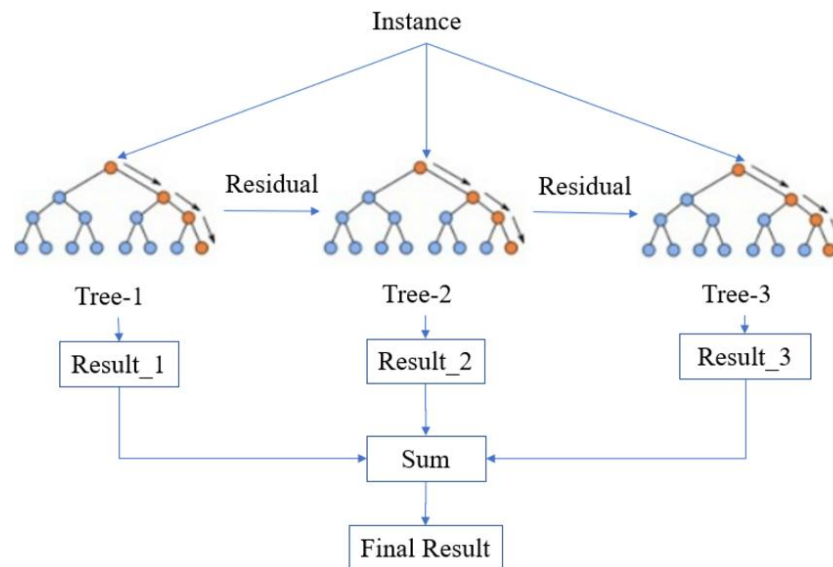 Instance
Residual
Residual
Tree-1
Tree-2
Tree-3
Result_1
Result_2
Result_3
Sum
Final Result